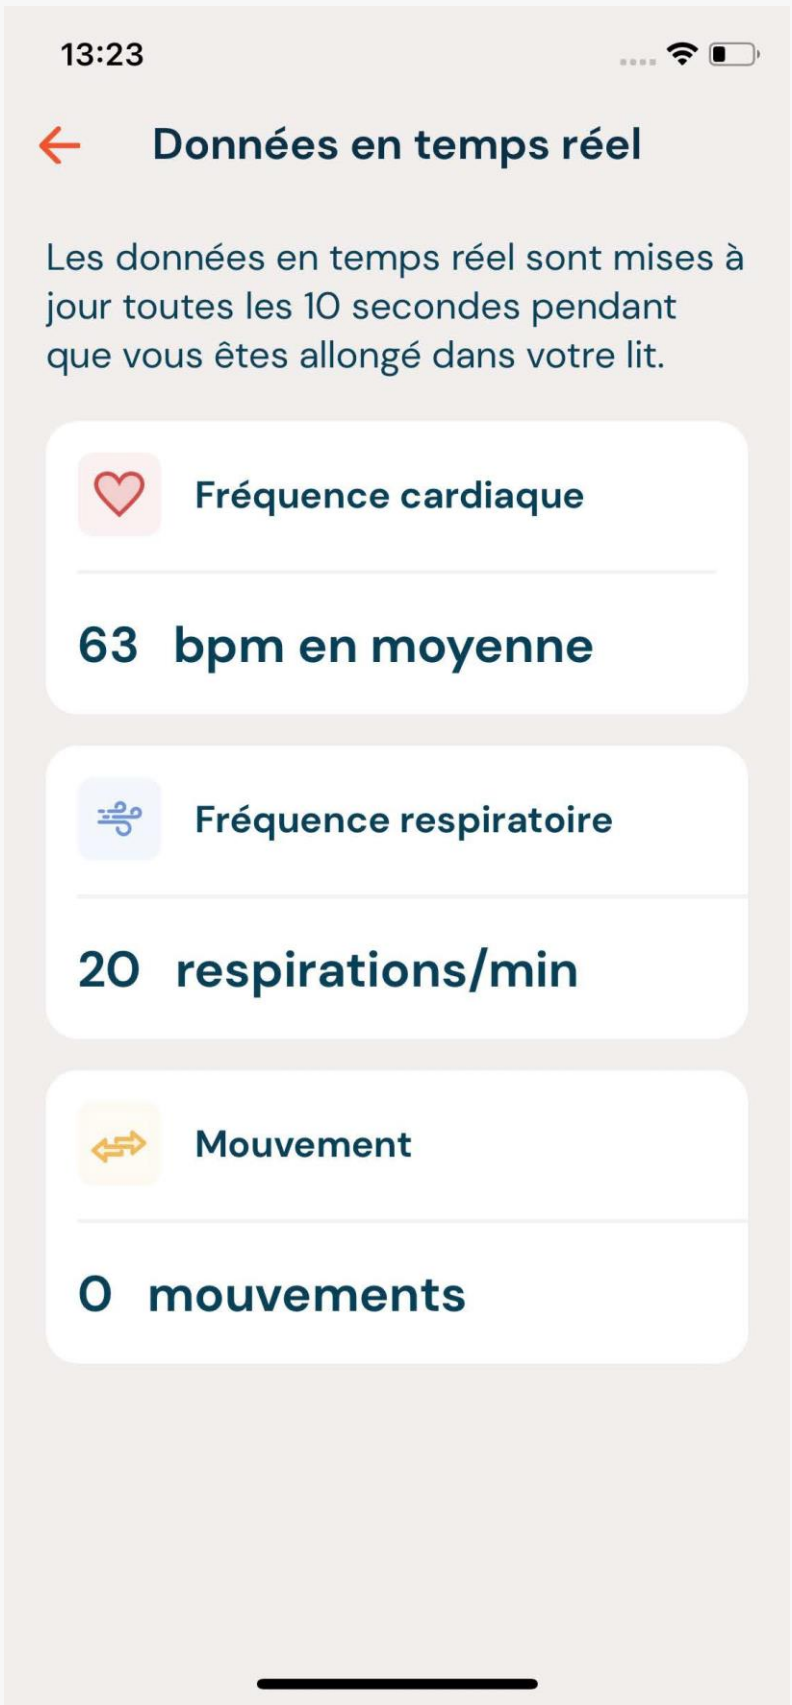 13:23
Données en temps réel
Les données en temps réel sont mises à
jour toutes les 10 secondes pendant
que vous êtes allongé dans votre lit.
Fréquence cardiaque
63 bpm en moyenne
Fréquence respiratoire
20 respirations/min
Mouvement
0 mouvements